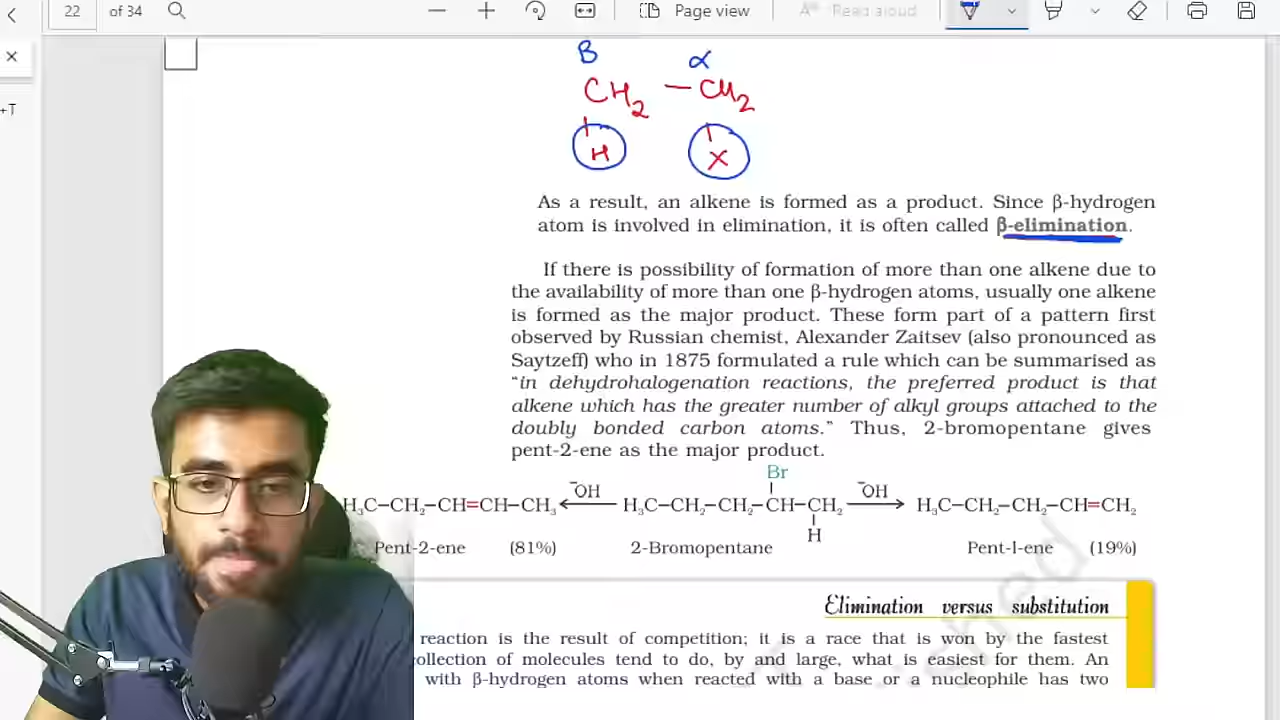 22 of 34
Page view
Read aloud
+T
β α
CH₂ — CH₂
H X
As a result, an alkene is formed as a product. Since β-hydrogen
atom is involved in elimination, it is often called β-elimination.
If there is possibility of formation of more than one alkene due to
the availability of more than one β-hydrogen atoms, usually one alkene
is formed as the major product. These form part of a pattern first
observed by Russian chemist, Alexander Zaitsev (also pronounced as
Saytzeff) who in 1875 formulated a rule which can be summarised as
“in dehydrohalogenation reactions, the preferred product is that
alkene which has the greater number of alkyl groups attached to the
doubly bonded carbon atoms.” Thus, 2-bromopentane gives
pent-2-ene as the major product.
Br
H₃C−CH₂−CH=CH−CH₃ ⁻OH H₃C−CH₂−CH₂−CH−CH₂ ⁻OH H₃C−CH₂−CH₂−CH=CH₂
H
Pent-2-ene (81%) 2-Bromopentane Pent-l-ene (19%)
Elimination versus substitution
reaction is the result of competition; it is a race that is won by the fastest
ollection of molecules tend to do, by and large, what is easiest for them. An
with β-hydrogen atoms when reacted with a base or a nucleophile has two